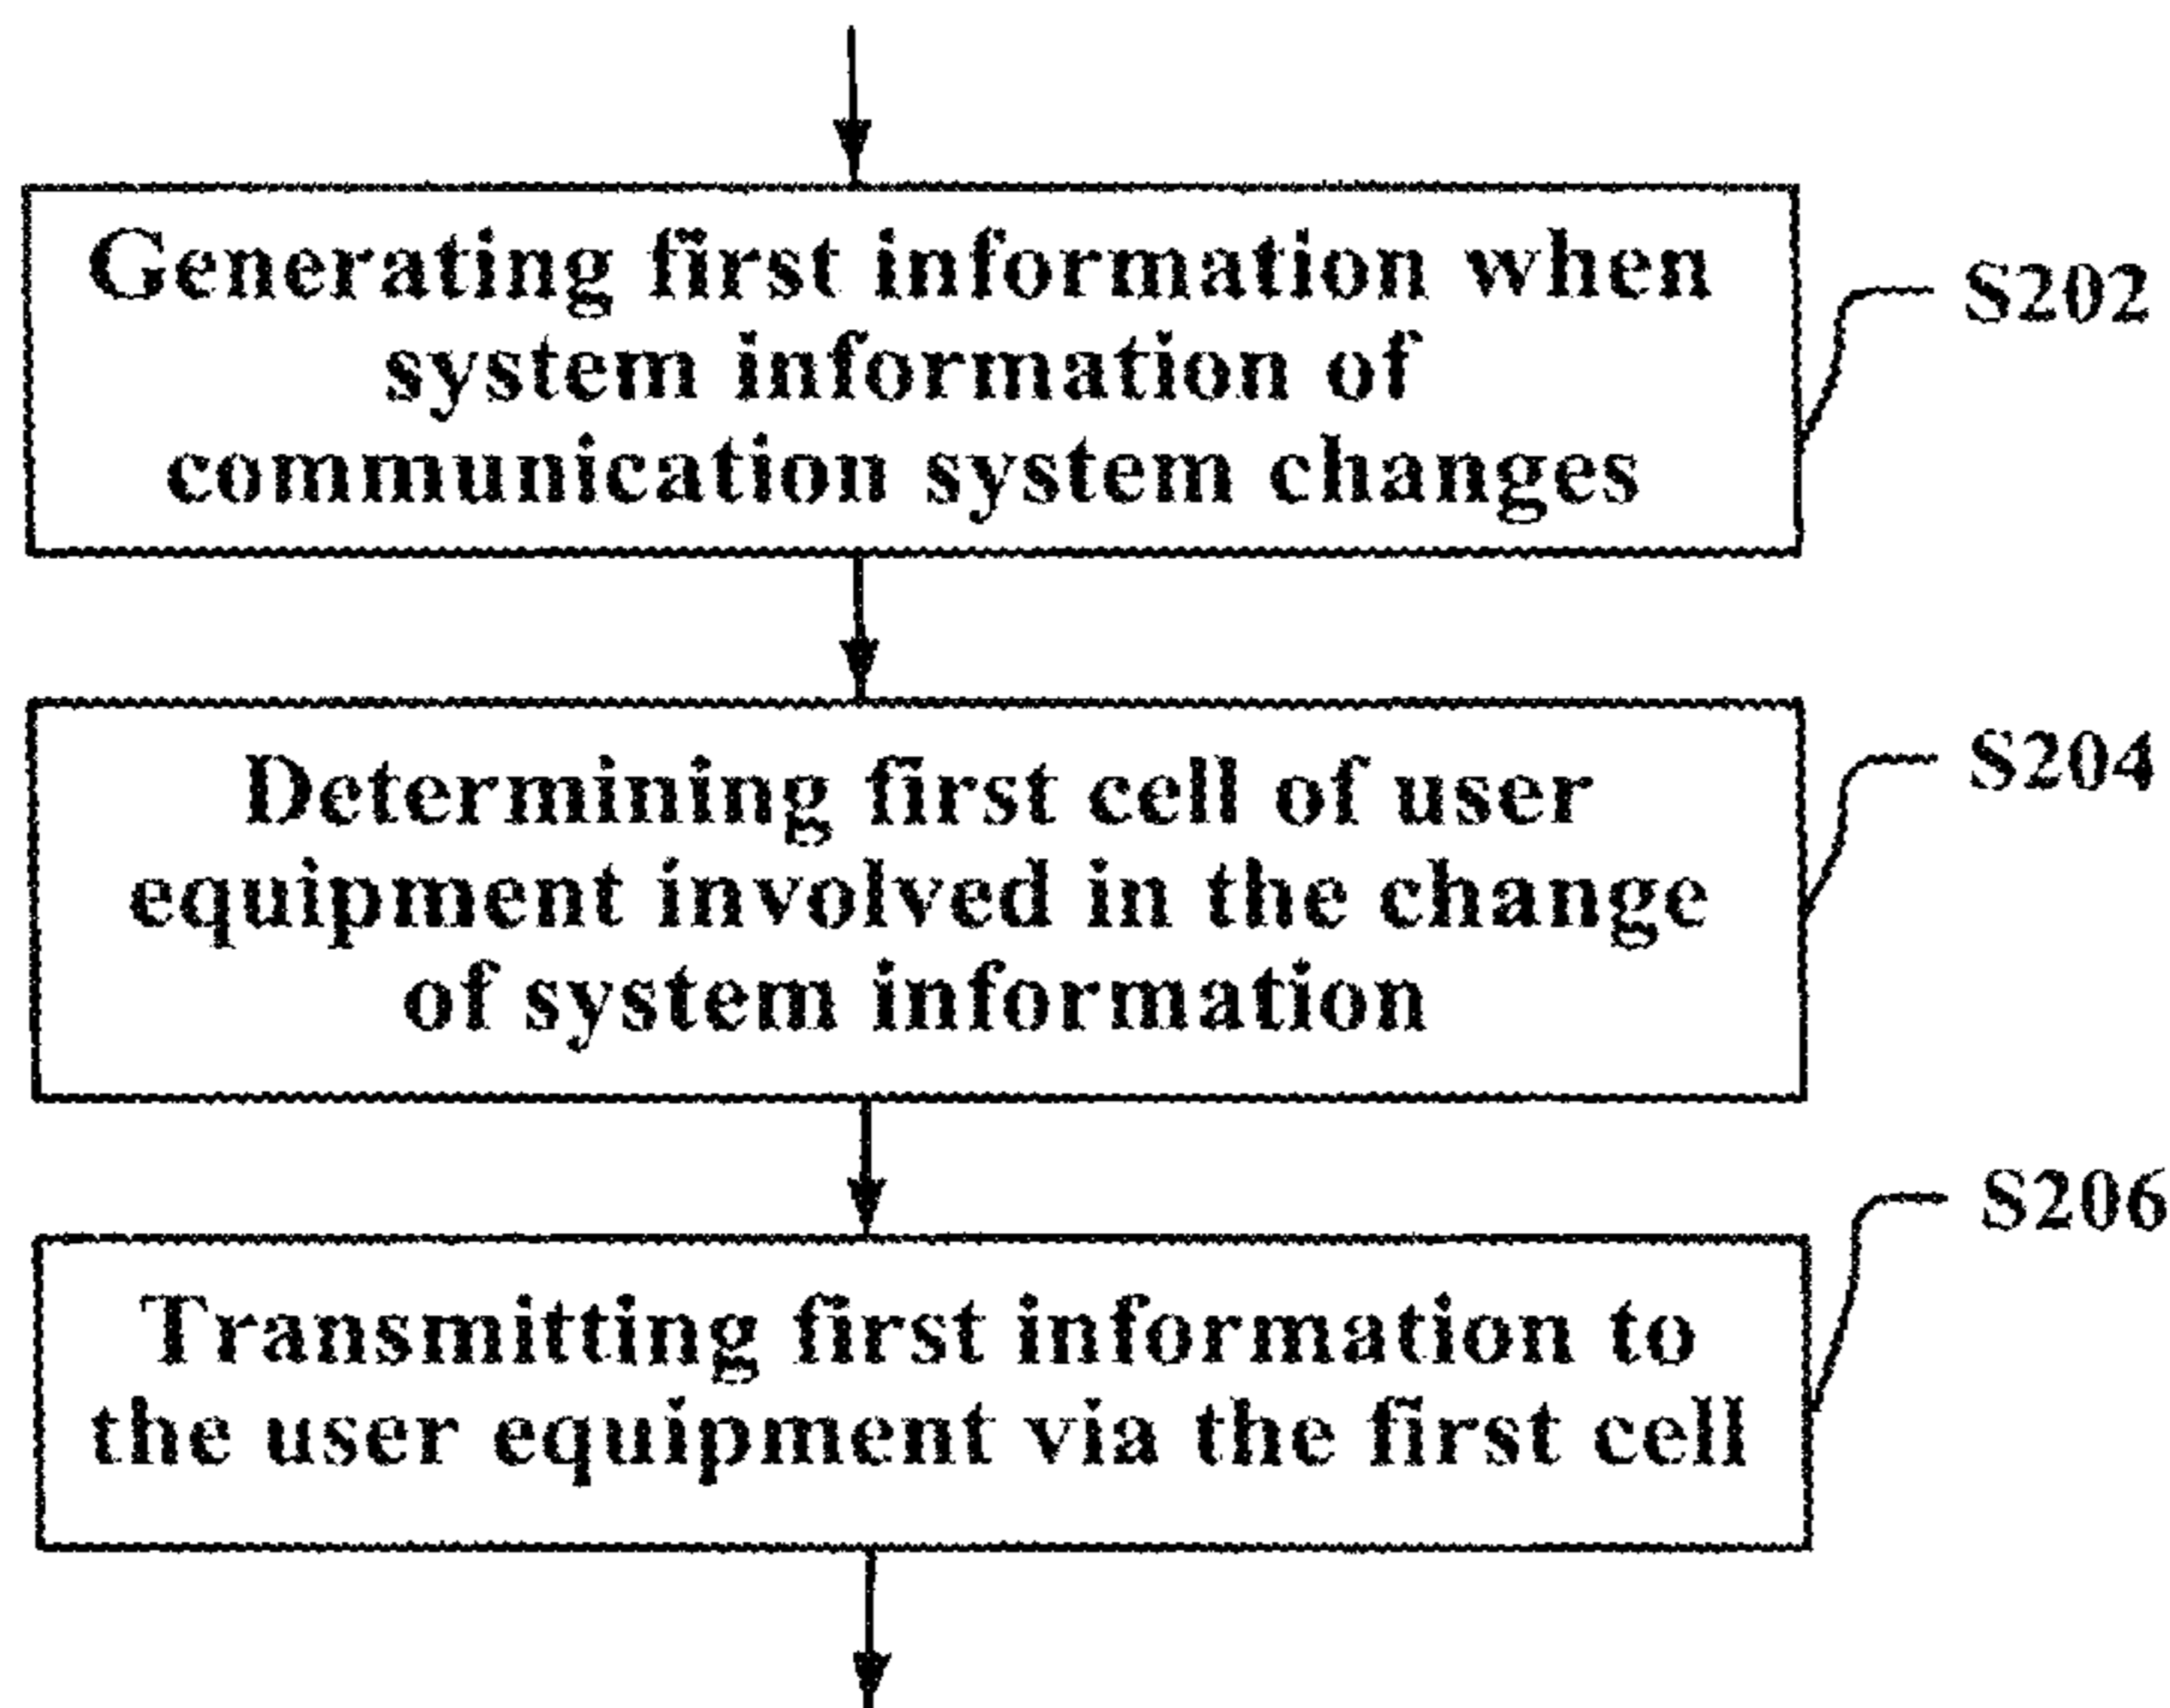 Generating first information when
system information of
communication system changes
S202
Determining first cell of user
equipment involved in the change
of system information
S204
Transmitting first information to
the user equipment via the first cell
S206